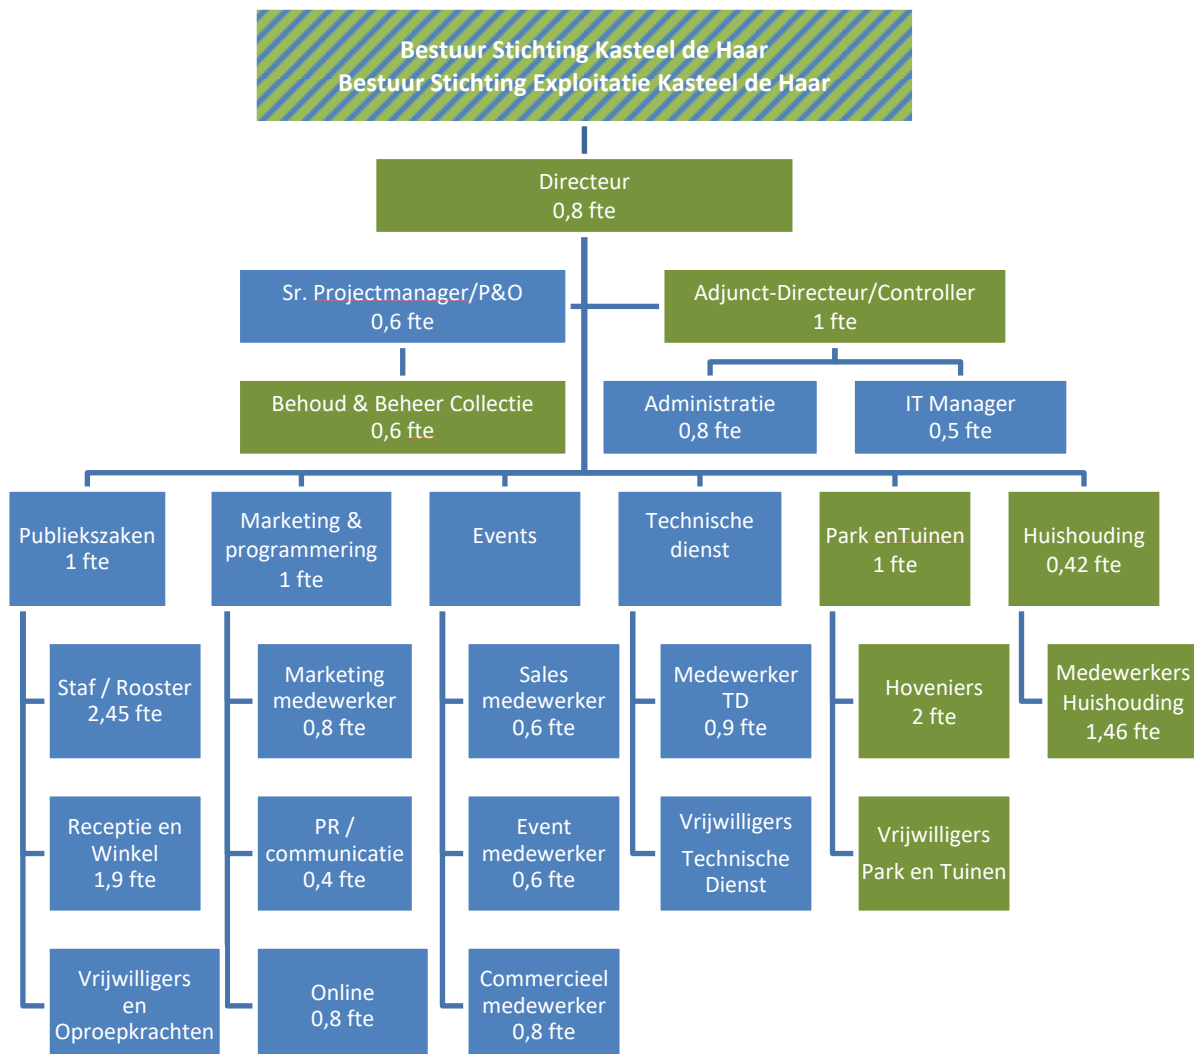 Bestuur Stichting Kasteel de Haar
Bestuur Stichting Exploitatie Kasteel de Haar
Directeur
0,8 fte
Sr. Projectmanager/P&O
0,6 fte
Adjunct-Directeur/Controller
1 fte
Behoud & Beheer Collectie
0,6 fte
Administratie
0,8 fte
IT Manager
0,5 fte
Publiekszaken
1 fte
Marketing &
programmering
1 fte
Events
Technische
dienst
Park enTuinen
1 fte
Huishouding
0,42 fte
Staf / Rooster
2,45 fte
Marketing
medewerker
0,8 fte
Sales
medewerker
0,6 fte
Medewerker
TD
0,9 fte
Hoveniers
2 fte
Medewerkers
Huishouding
1,46 fte
Receptie en
Winkel
1,9 fte
PR /
communicatie
0,4 fte
Event
medewerker
0,6 fte
Vrijwilligers
Technische
Dienst
Vrijwilligers
Park en Tuinen
Vrijwilligers
en
Oproepkrachten
Online
0,8 fte
Commercieel
medewerker
0,8 fte